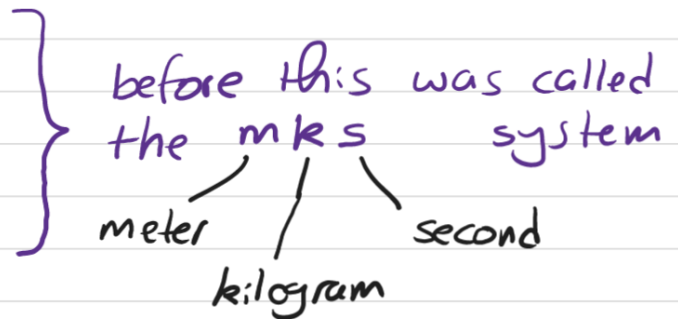 before this was called
the mks system
meter
second
kilogram